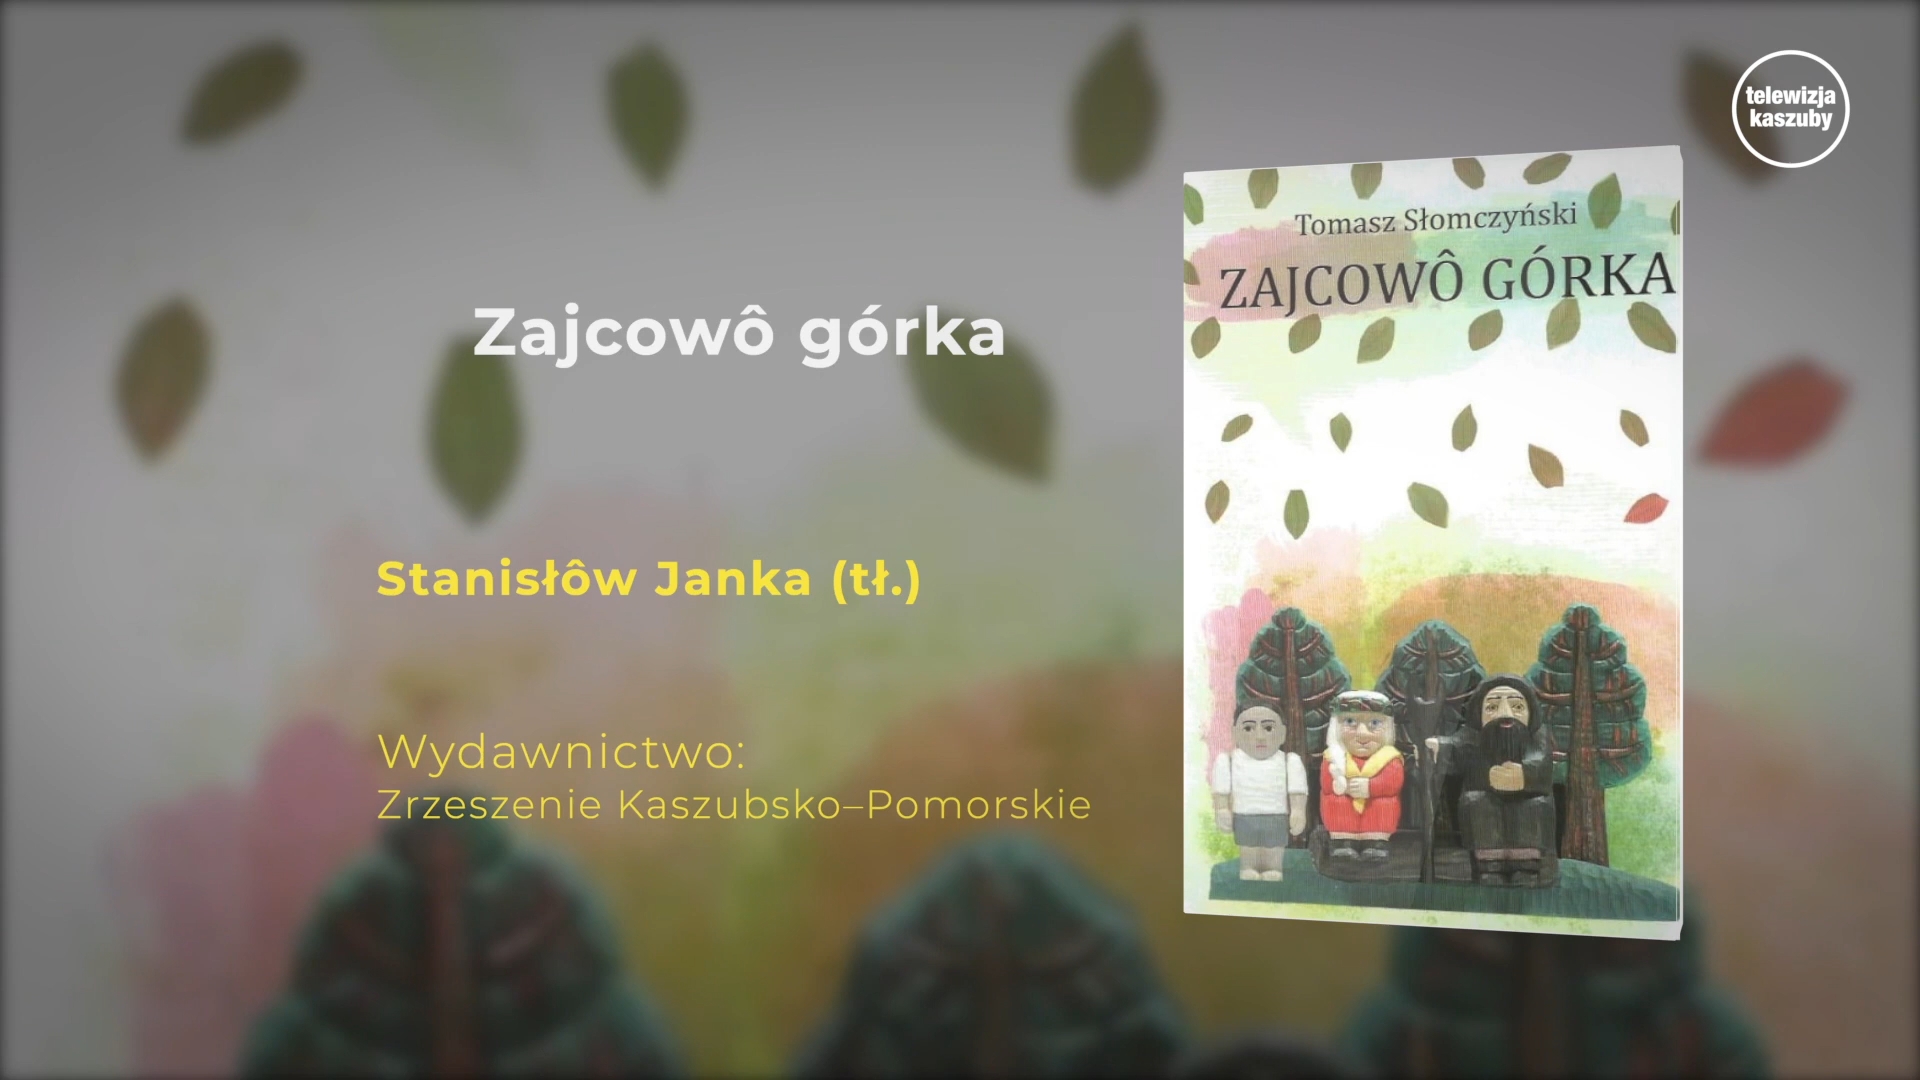 telewizja
kaszuby
Tomasz Słomczyński
ZAJCOWÔ GÓRKA
Zajcowô górka
Stanisłôw Janka (tł.)
Wydawnictwo:
Zrzeszenie Kaszubsko–Pomorskie